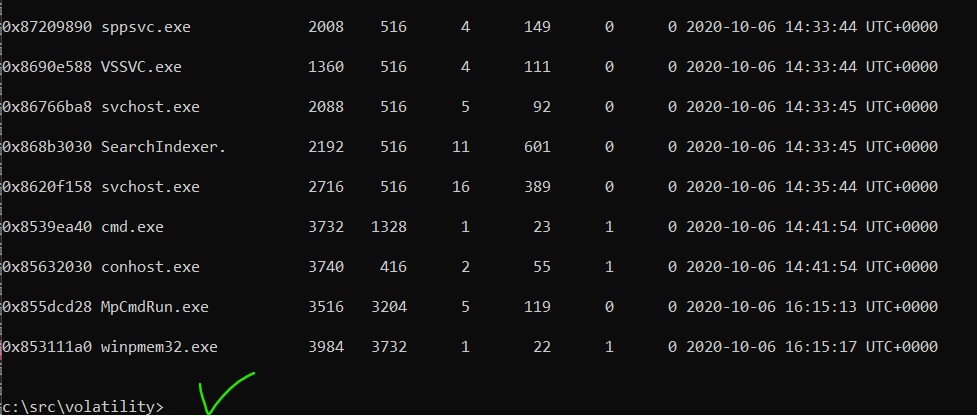 0x87209890 sppsvc.exe 2008 516 4 149 0 0 2020-10-06 14:33:44 UTC+0000
0x8690e588 VSSVC.exe 1360 516 4 111 0 0 2020-10-06 14:33:44 UTC+0000
0x86766ba8 svchost.exe 2088 516 5 92 0 0 2020-10-06 14:33:45 UTC+0000
0x868b3030 SearchIndexer. 2192 516 11 601 0 0 2020-10-06 14:33:45 UTC+0000
0x8620f158 svchost.exe 2716 516 16 389 0 0 2020-10-06 14:35:44 UTC+0000
0x8539ea40 cmd.exe 3732 1328 1 23 1 0 2020-10-06 14:41:54 UTC+0000
0x85632030 conhost.exe 3740 416 2 55 1 0 2020-10-06 14:41:54 UTC+0000
0x855dcd28 MpCmdRun.exe 3516 3204 5 119 0 0 2020-10-06 16:15:13 UTC+0000
0x853111a0 winpmem32.exe 3984 3732 1 22 1 0 2020-10-06 16:15:17 UTC+0000
c:\src\volatility>